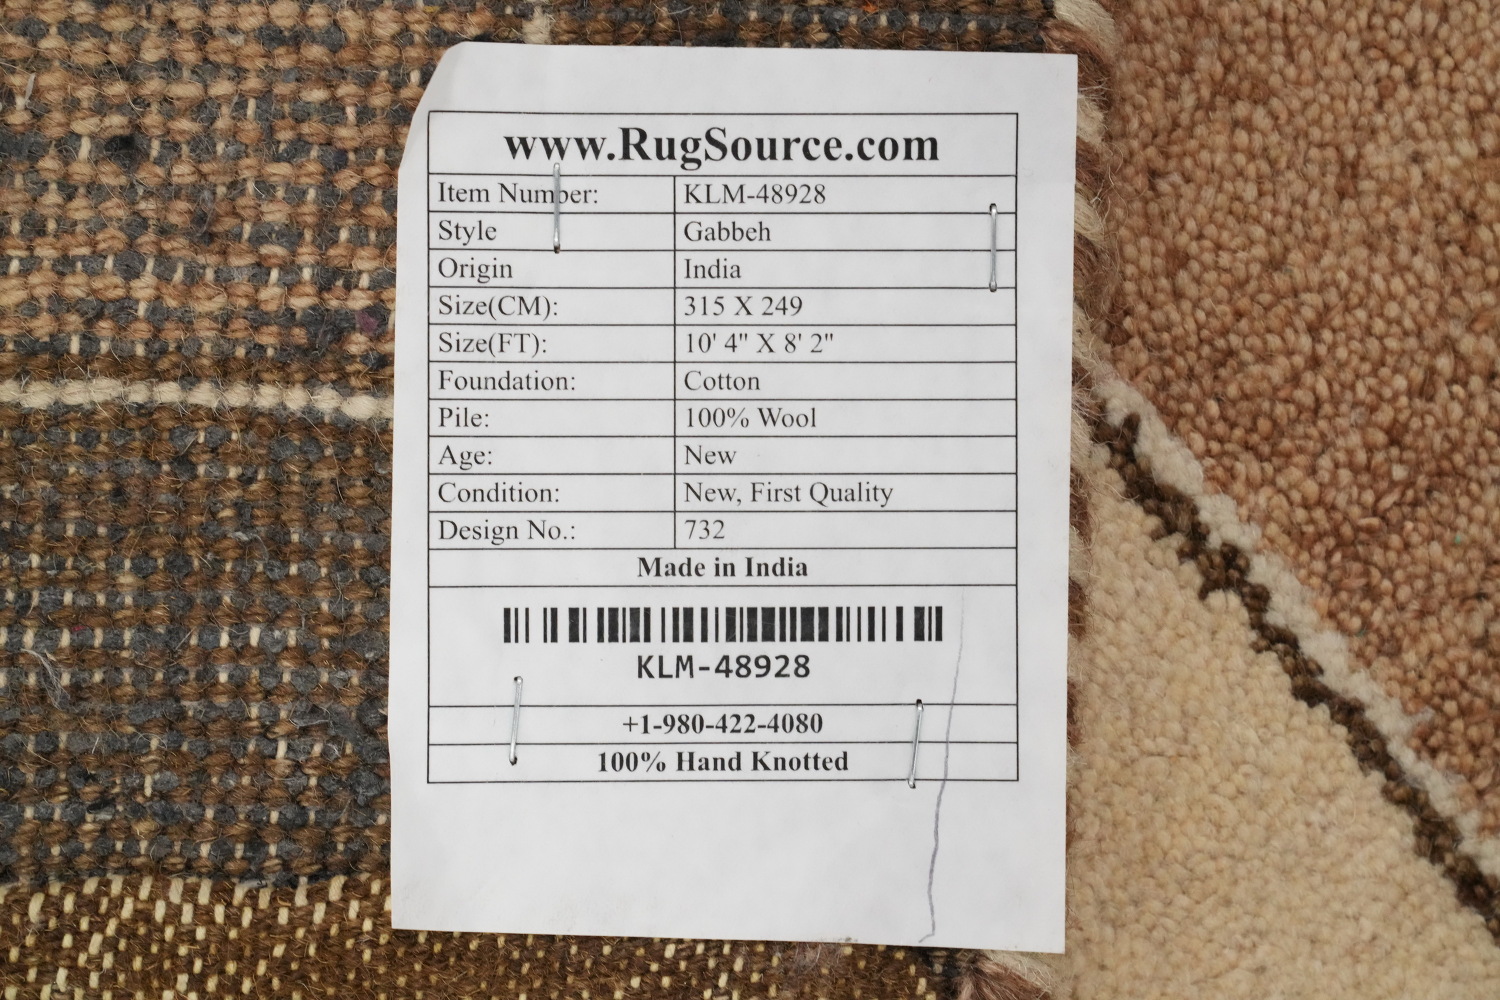 www.RugSource.com
Item Number: KLM-48928
Style Gabbeh
Origin India
Size(CM): 315 X 249
Size(FT): 10' 4" X 8' 2"
Foundation: Cotton
Pile: 100% Wool
Age: New
Condition: New, First Quality
Design No.: 732
Made in India
KLM-48928
+1-980-422-4080
100% Hand Knotted